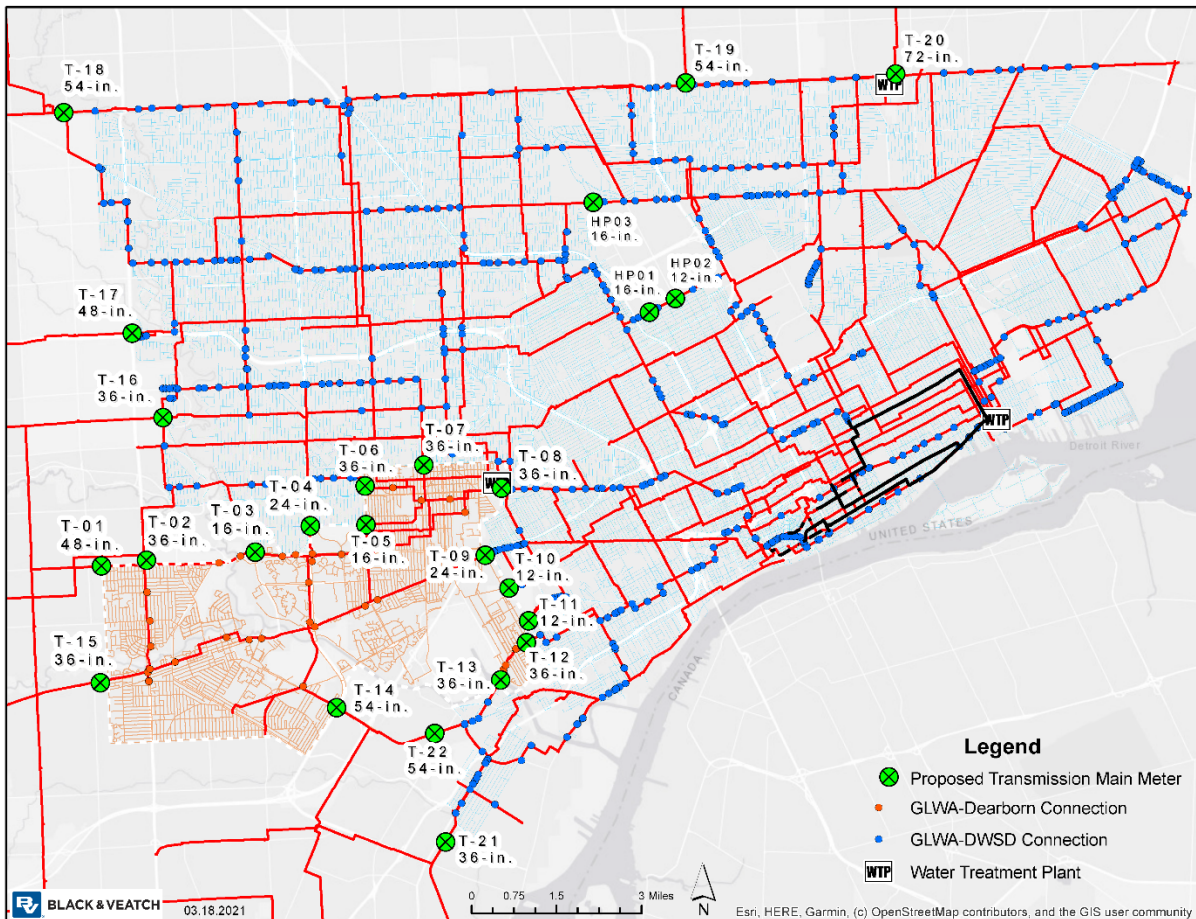 T-18
54-in.
T-19
54-in.
T-20
72-in.
WTP
HP03
16-in.
HP01
16-in.
HP02
12-in.
T-17
48-in.
T-16
36-in.
T-07
36-in.
T-06
36-in.
T-08
36-in.
WTP
WTP
T-04
24-in.
T-03
16-in.
T-02
36-in.
T-01
48-in.
T-05
16-in.
T-09
24-in.
T-10
12-in.
T-11
12-in.
T-12
36-in.
T-13
36-in.
T-14
54-in.
T-15
36-in.
T-22
54-in.
T-21
36-in.
Detroit River
UNITED STATES
CANADA
Legend
Proposed Transmission Main Meter
GLWA-Dearborn Connection
GLWA-DWSD Connection
WTP Water Treatment Plant
BV BLACK & VEATCH
03.18.2021
0 0.75 1.5 3 Miles
N
Esri, HERE, Garmin, (c) OpenStreetMap contributors, and the GIS user community